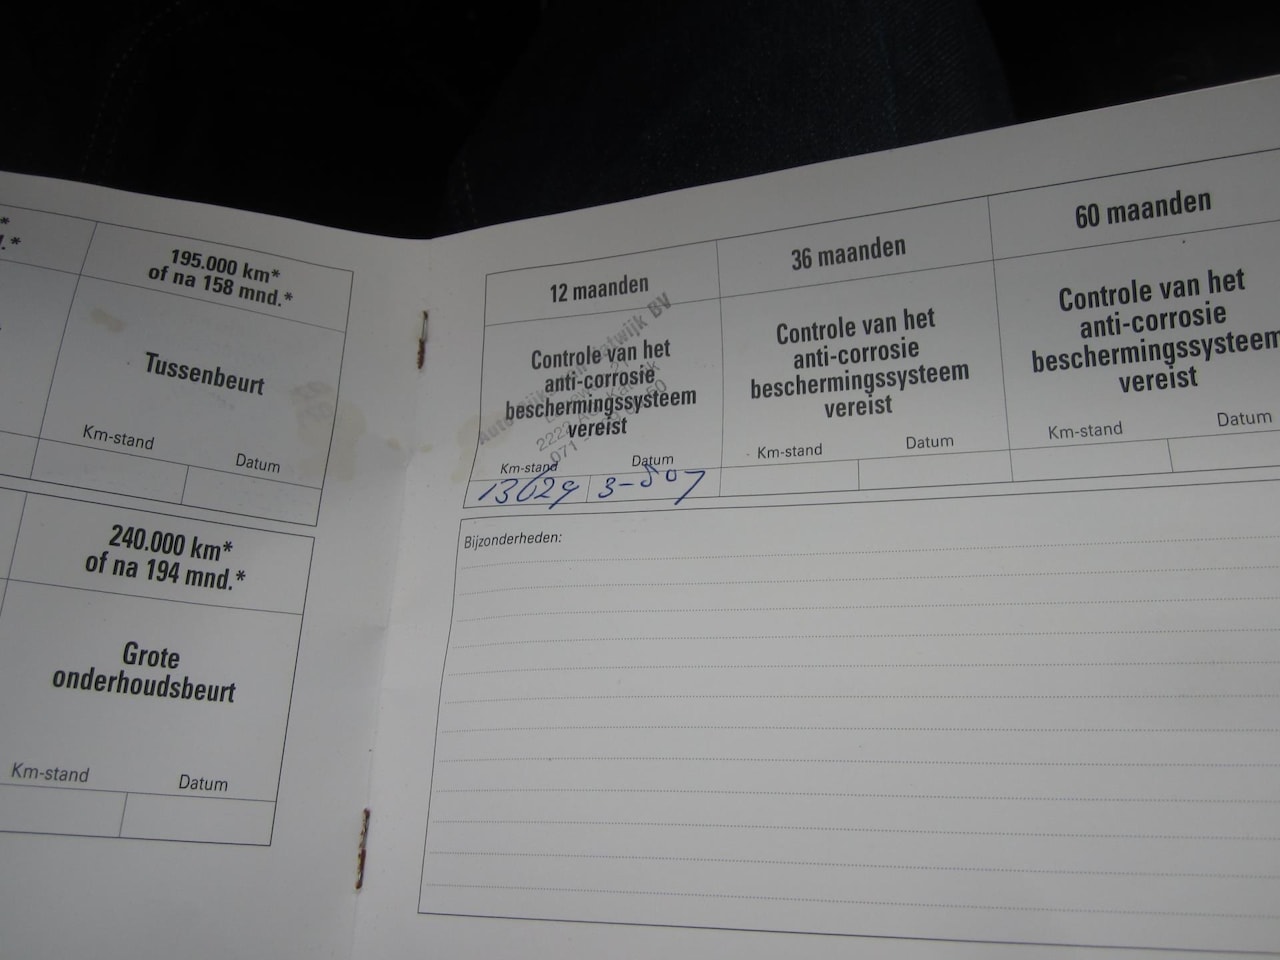 195.000 km*
of na 158 mnd.*
Tussenbeurt
Km-stand Datum
240.000 km*
of na 194 mnd.*
Grote
onderhoudsbeurt
Km-stand Datum
12 maanden
Controle van het
anti-corrosie
beschermingssysteem
vereist
Km-stand Datum
13629 3-507
36 maanden
Controle van het
anti-corrosie
beschermingssysteem
vereist
Km-stand Datum
60 maanden
Controle van het
anti-corrosie
beschermingssysteem
vereist
Km-stand Datum
Bijzonderheden: